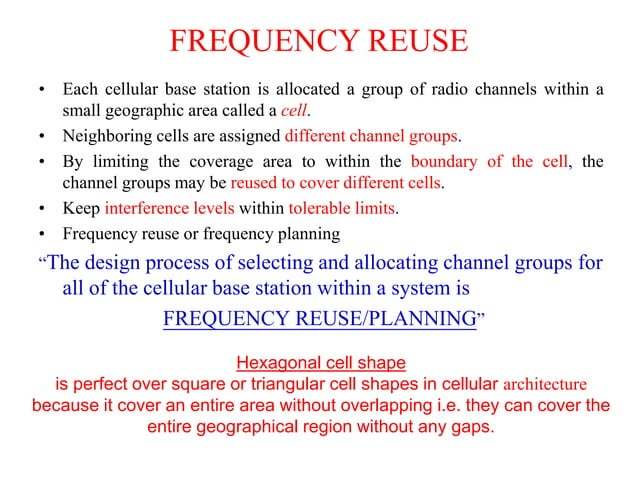 FREQUENCY REUSE
• Each cellular base station is allocated a group of radio channels within a
small geographic area called a cell.
• Neighboring cells are assigned different channel groups.
• By limiting the coverage area to within the boundary of the cell, the
channel groups may be reused to cover different cells.
• Keep interference levels within tolerable limits.
• Frequency reuse or frequency planning
“The design process of selecting and allocating channel groups for
all of the cellular base station within a system is
FREQUENCY REUSE/PLANNING”
Hexagonal cell shape
is perfect over square or triangular cell shapes in cellular architecture
because it cover an entire area without overlapping i.e. they can cover the
entire geographical region without any gaps.